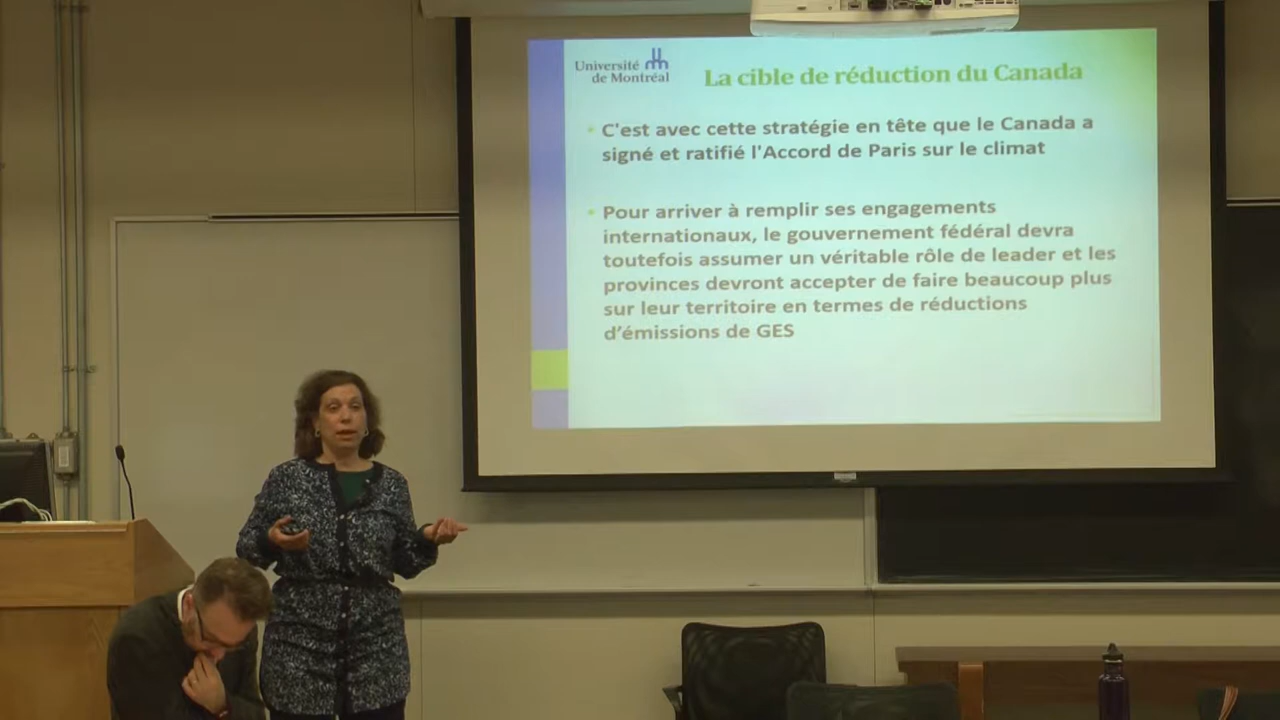 Université
de Montréal
La cible de réduction du Canada
C'est avec cette stratégie en tête que le Canada a
signé et ratifié l'Accord de Paris sur le climat
Pour arriver à remplir ses engagements
internationaux, le gouvernement fédéral devra
toutefois assumer un véritable rôle de leader et les
provinces devront accepter de faire beaucoup plus
sur leur territoire en termes de réductions
d’émissions de GES